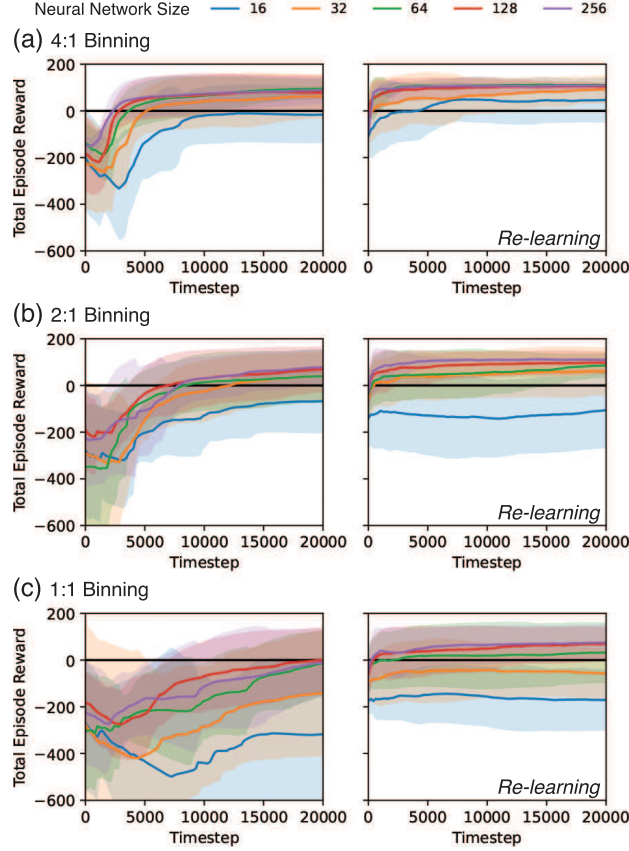 Neural Network Size 16 32 64 128 256
(a) 4:1 Binning
Total Episode Reward
200
0
−200
−400
−600
0 5000 10000 15000 20000
Timestep
Re-learning
0 5000 10000 15000 20000
Timestep
(b) 2:1 Binning
Total Episode Reward
200
0
−200
−400
−600
0 5000 10000 15000 20000
Timestep
Re-learning
0 5000 10000 15000 20000
Timestep
(c) 1:1 Binning
Total Episode Reward
200
0
−200
−400
−600
0 5000 10000 15000 20000
Timestep
Re-learning
0 5000 10000 15000 20000
Timestep